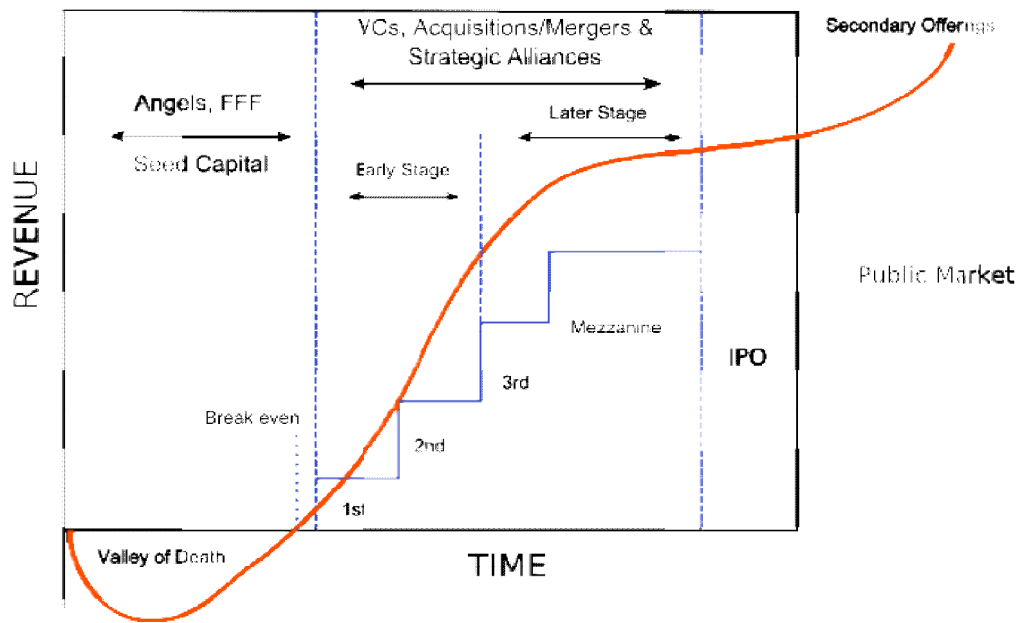 VCs, Acquisitions/Mergers &
Strategic Alliances
Secondary Offerings
Angels, FFF
Seed Capital
Later Stage
Early Stage
REVENUE
Public Market
Mezzanine
IPO
3rd
Break even
2nd
1st
Valley of Death
TIME